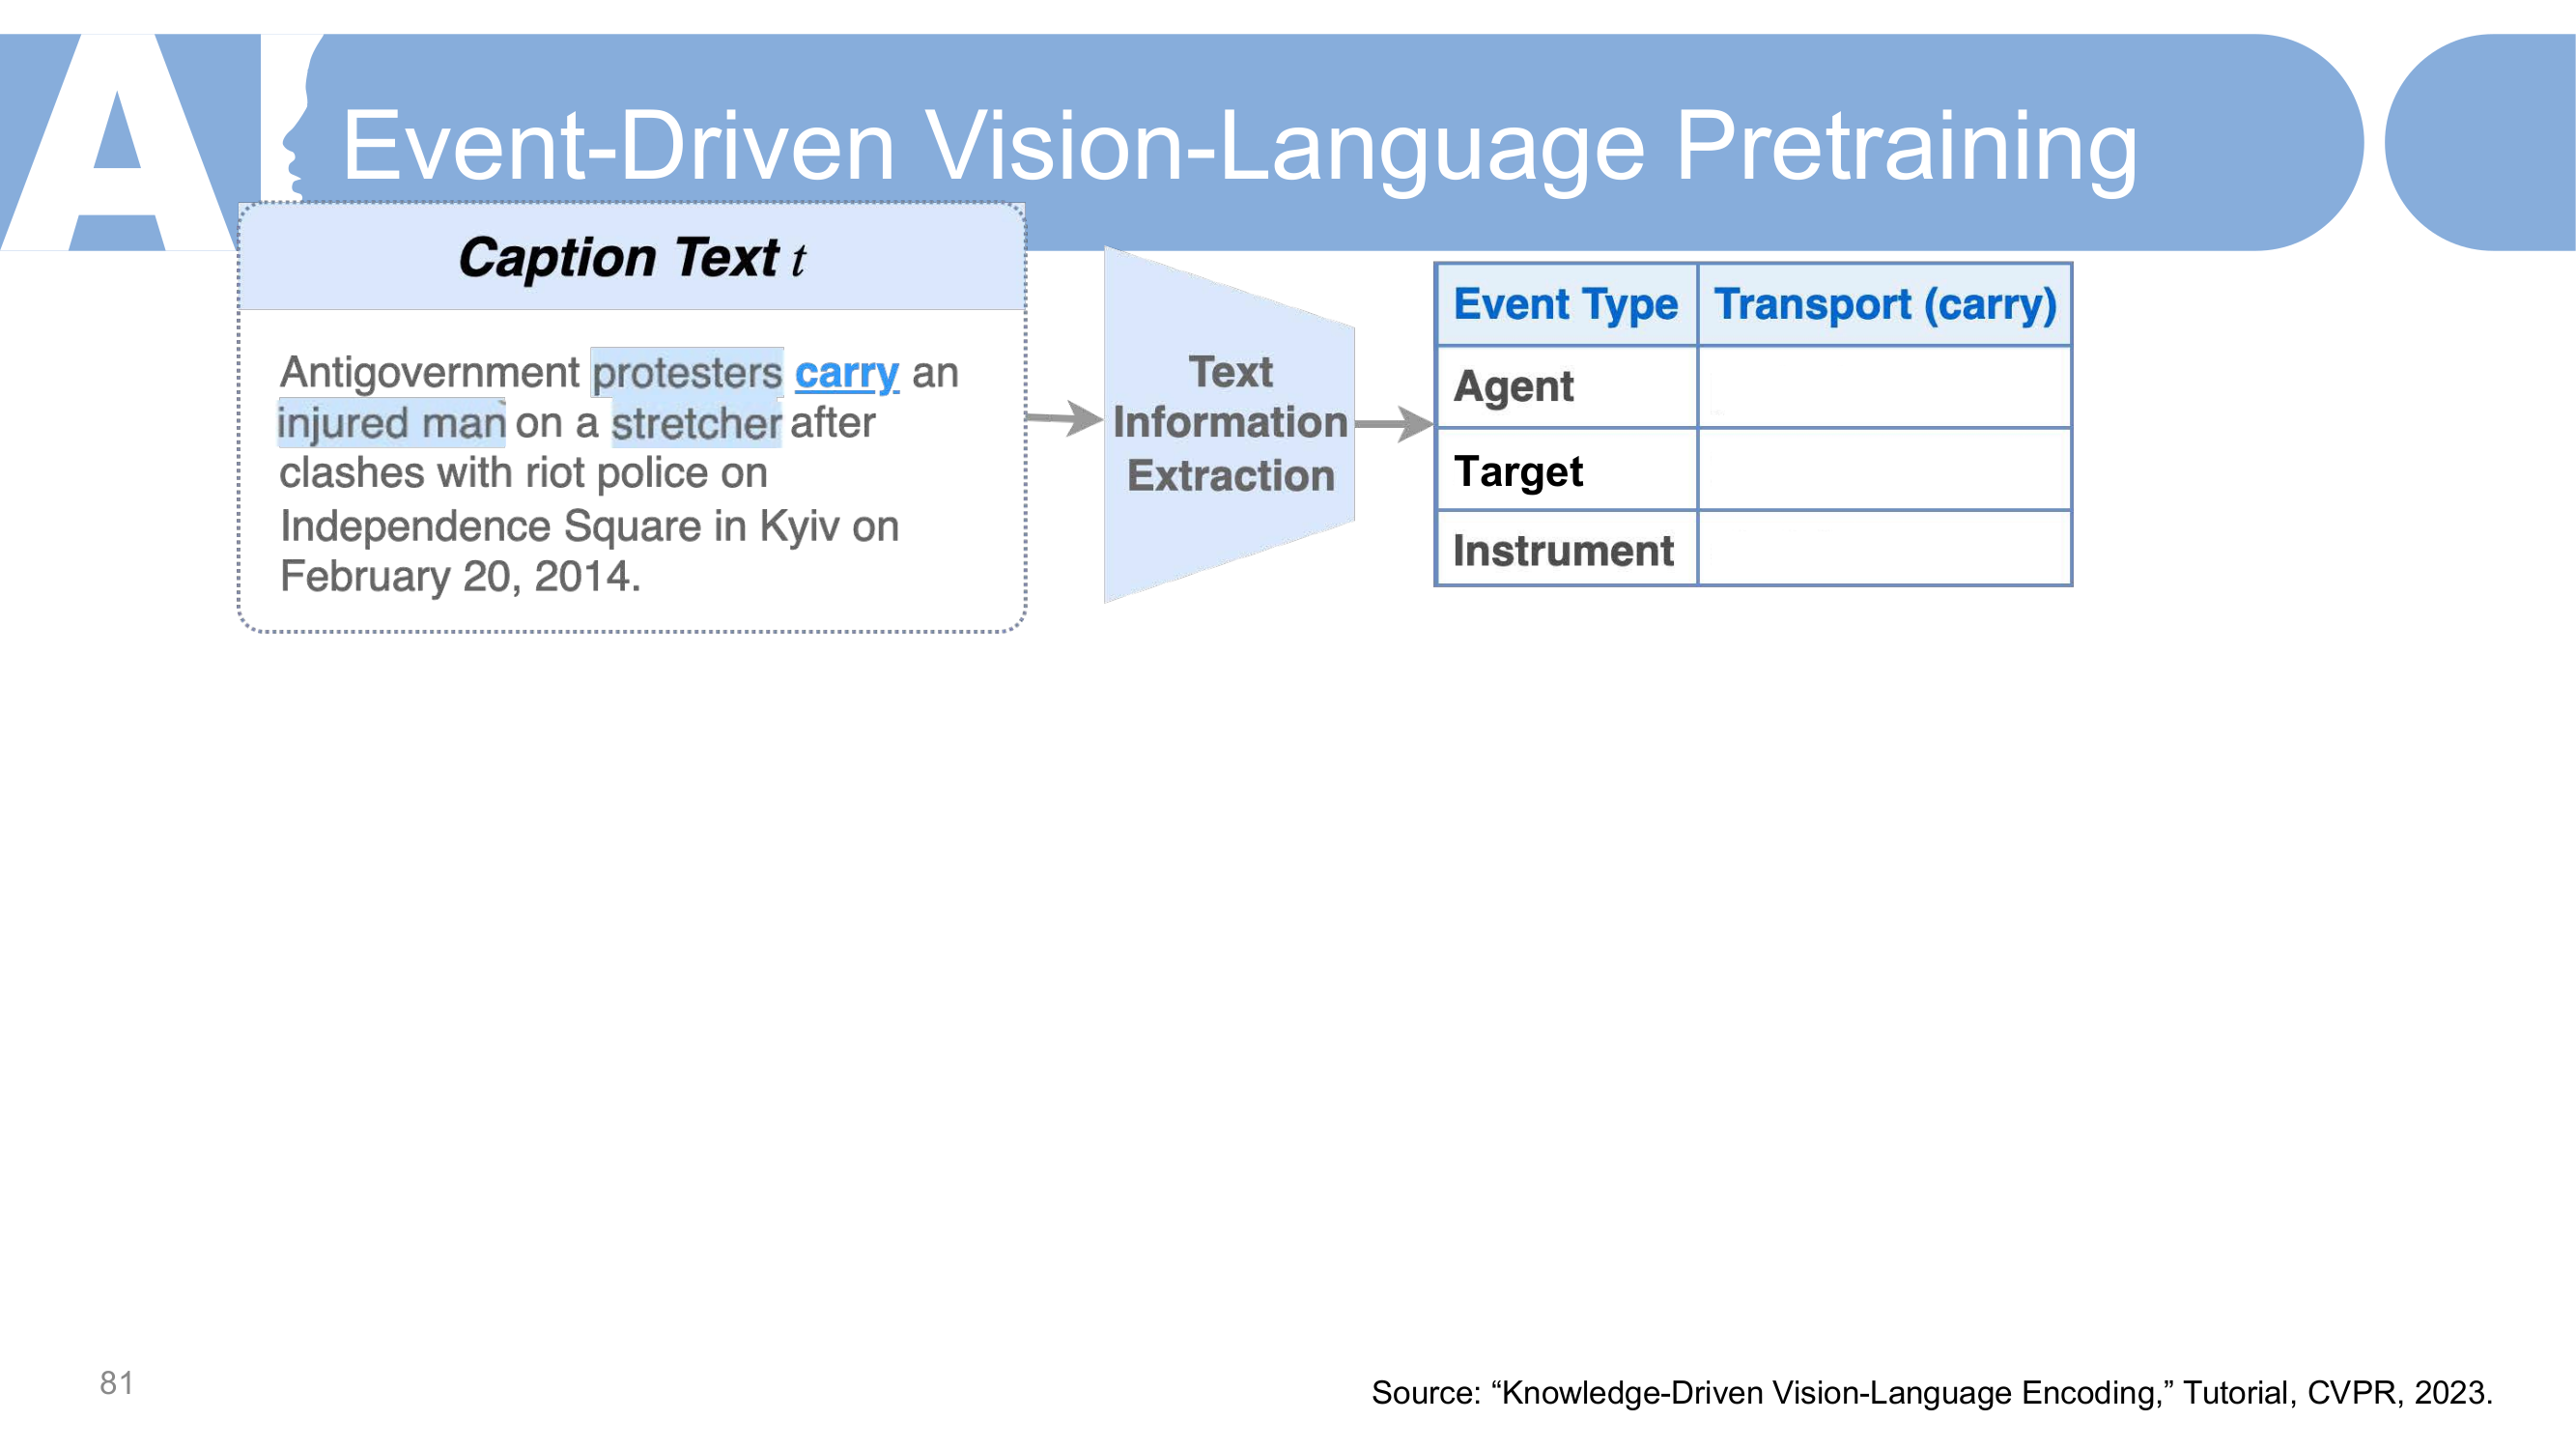 Event-Driven Vision-Language Pretraining
Caption Text t
Antigovernment protesters carry an
injured man on a stretcher after
clashes with riot police on
Independence Square in Kyiv on
February 20, 2014.
Text
Information
Extraction
Event Type Transport (carry)
Agent
Target
Instrument
81
Source: “Knowledge-Driven Vision-Language Encoding,” Tutorial, CVPR, 2023.